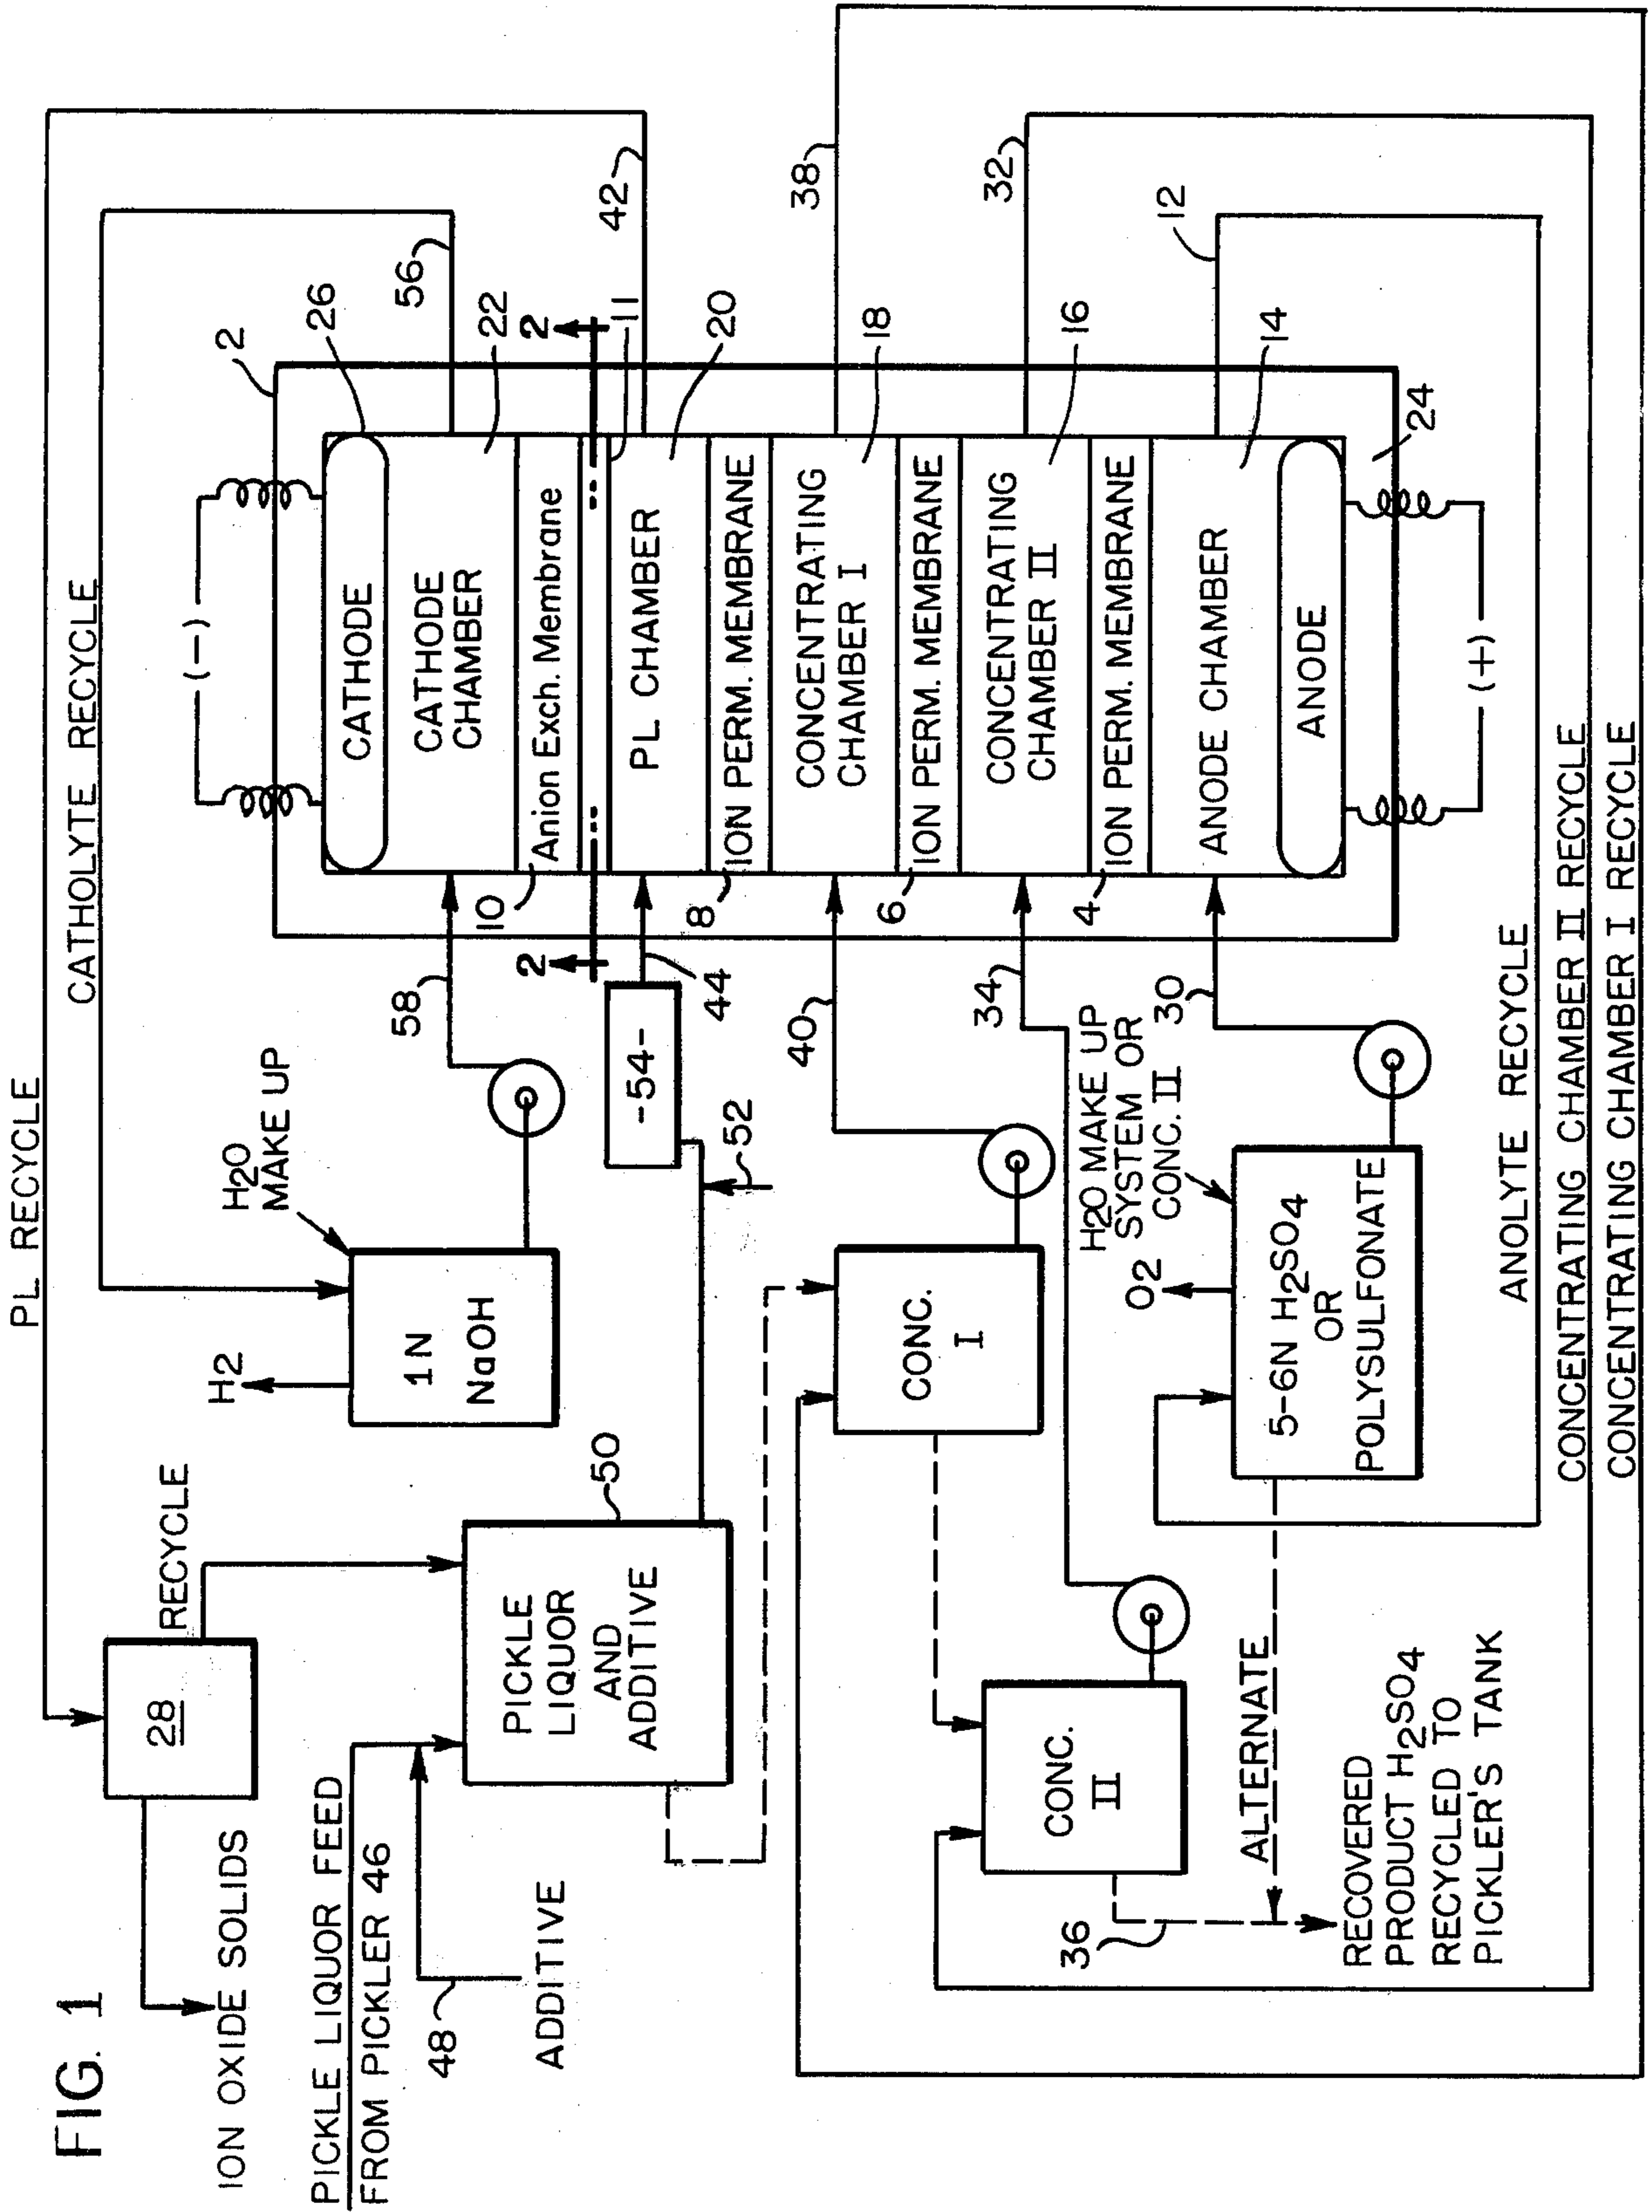 FIG. 1
PL RECYCLE
CATHOLYTE RECYCLE
28
RECYCLE
ION OXIDE SOLIDS
PICKLE LIQUOR FEED
FROM PICKLER 46
48
ADDITIVE
PICKLE
LIQUOR
AND
ADDITIVE
50
H2
H2O
MAKE UP
1N
NaOH
58
52
-54-
44
(-)
2
26
CATHODE
CATHODE
CHAMBER
22
56
10
Anion Exch. Membrane
2
2
11
42
PL CHAMBER
20
8
ION PERM. MEMBRANE
CONCENTRATING
CHAMBER I
18
38
40
6
ION PERM. MEMBRANE
CONCENTRATING
CHAMBER II
16
32
34
4
ION PERM. MEMBRANE
ANODE CHAMBER
14
12
30
ANODE
24
(+)
CONC.
I
CONC.
II
36
H2O MAKE UP
SYSTEM OR
CONC. II
O2
5-6N H2SO4
OR
POLYSULFONATE
ALTERNATE
RECOVERED
PRODUCT H2SO4
RECYCLED TO
PICKLER'S TANK
ANOLYTE RECYCLE
CONCENTRATING CHAMBER II RECYCLE
CONCENTRATING CHAMBER I RECYCLE